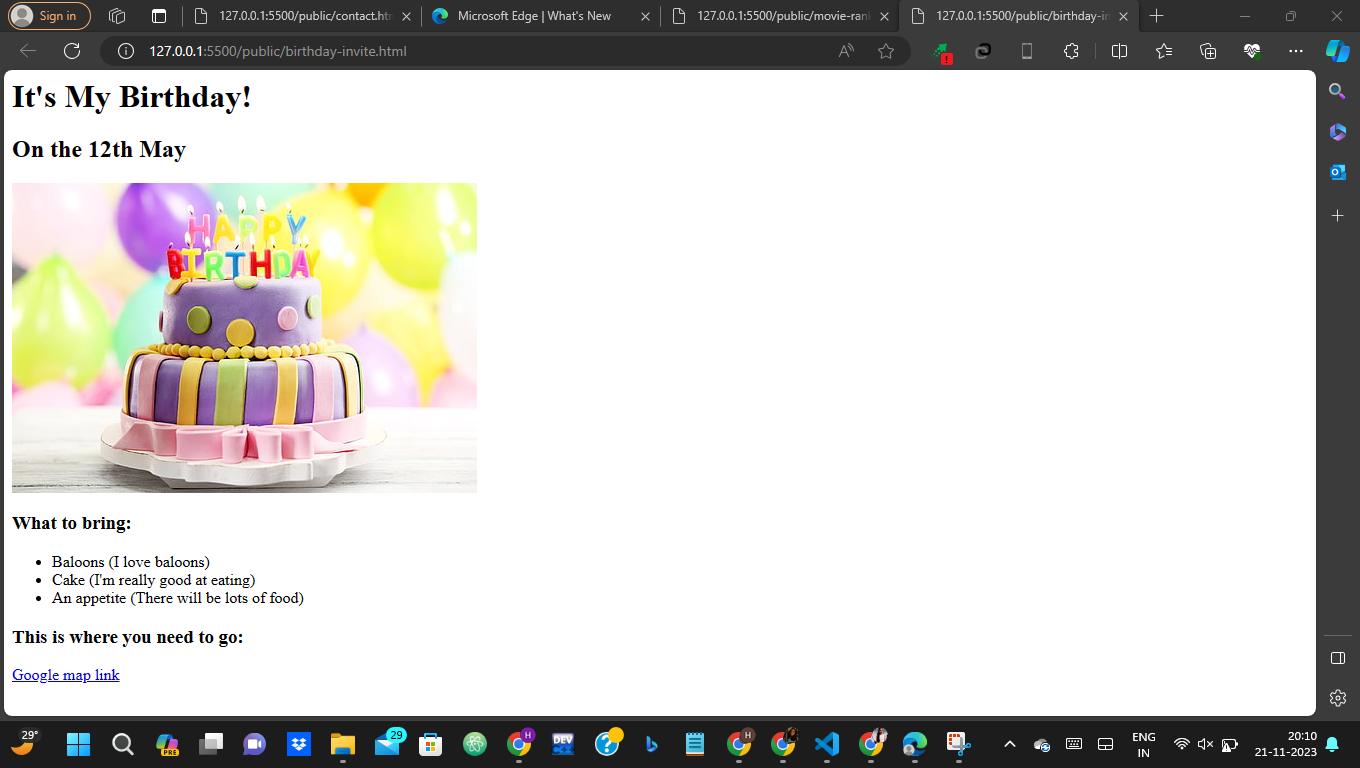 Sign in
127.0.0.1:5500/public/contact.htm
Microsoft Edge | What's New
127.0.0.1:5500/public/movie-rank
127.0.0.1:5500/public/birthday-in
127.0.0.1:5500/public/birthday-invite.html
It's My Birthday!
On the 12th May
HAPPY
BIRTHDAY
What to bring:
Baloons (I love baloons)
Cake (I'm really good at eating)
An appetite (There will be lots of food)
This is where you need to go:
Google map link
29°
PRE
29
H
DEV
H
ENG
IN
20:10
21-11-2023